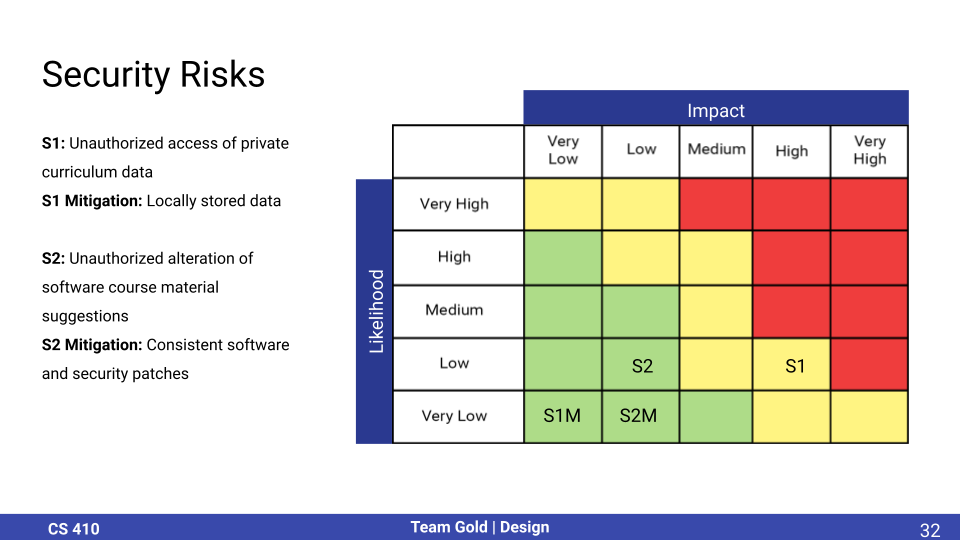 Security Risks
S1: Unauthorized access of private
curriculum data
S1 Mitigation: Locally stored data
S2: Unauthorized alteration of
software course material
suggestions
S2 Mitigation: Consistent software
and security patches
Impact
Very
Low
Low
Medium
High
Very
High
Likelihood
Very High
High
Medium
Low
S2
S1
Very Low
S1M
S2M
CS 410
Team Gold | Design
32